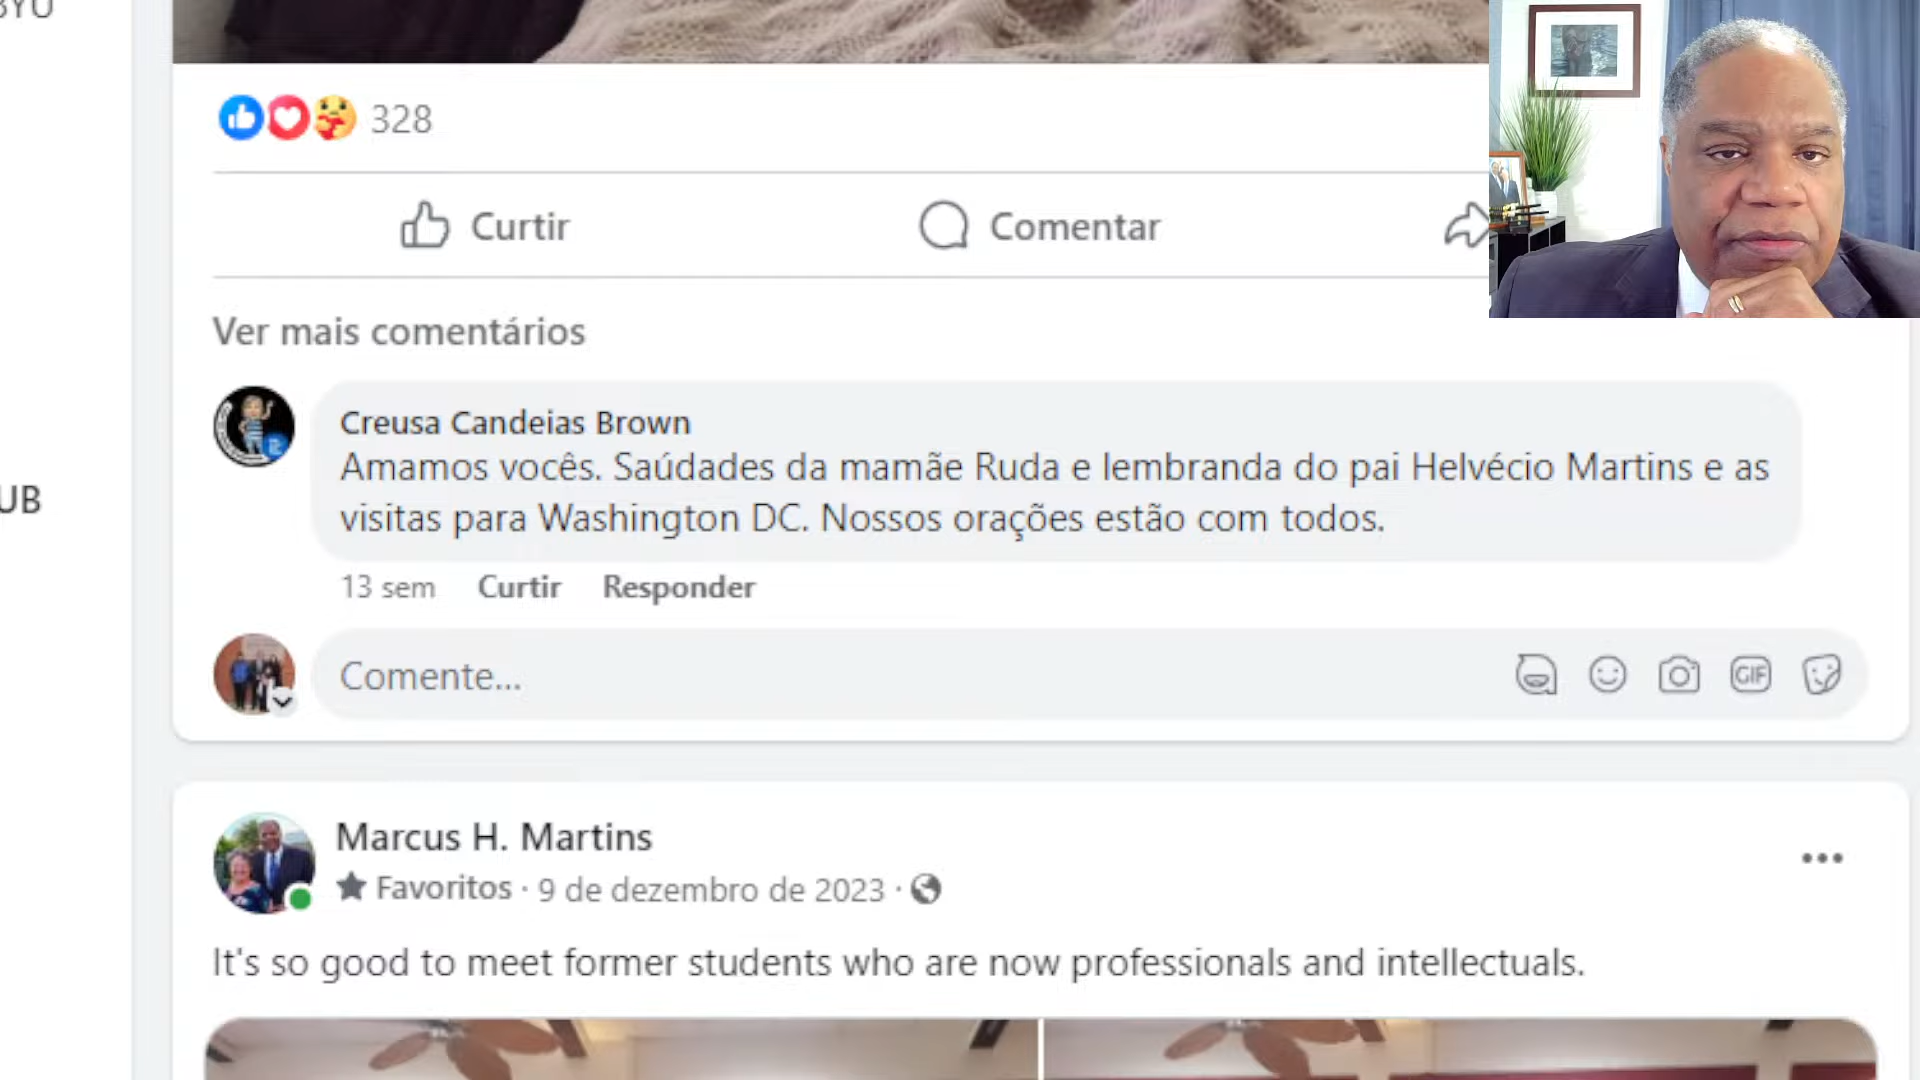 328
Curtir
Comentar
Ver mais comentários
Creusa Candeias Brown
Amamos vocês. Saúdades da mamãe Ruda e lembranda do pai Helvécio Martins e as
visitas para Washington DC. Nossos orações estão com todos.
13 sem Curtir Responder
UB
Comente...
GIF
Marcus H. Martins
Favoritos · 9 de dezembro de 2023 ·
It's so good to meet former students who are now professionals and intellectuals.